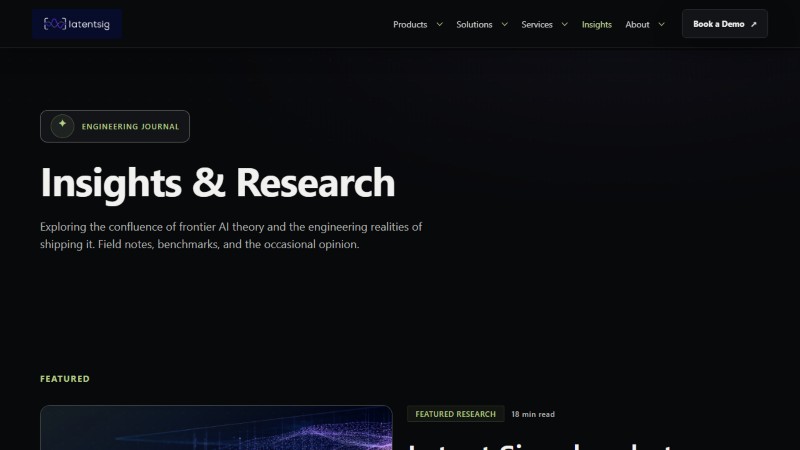 latentsig
Products Solutions Services Insights About Book a Demo ↗
ENGINEERING JOURNAL
Insights & Research
Exploring the confluence of frontier AI theory and the engineering realities of
shipping it. Field notes, benchmarks, and the occasional opinion.
FEATURED
FEATURED RESEARCH 18 min read